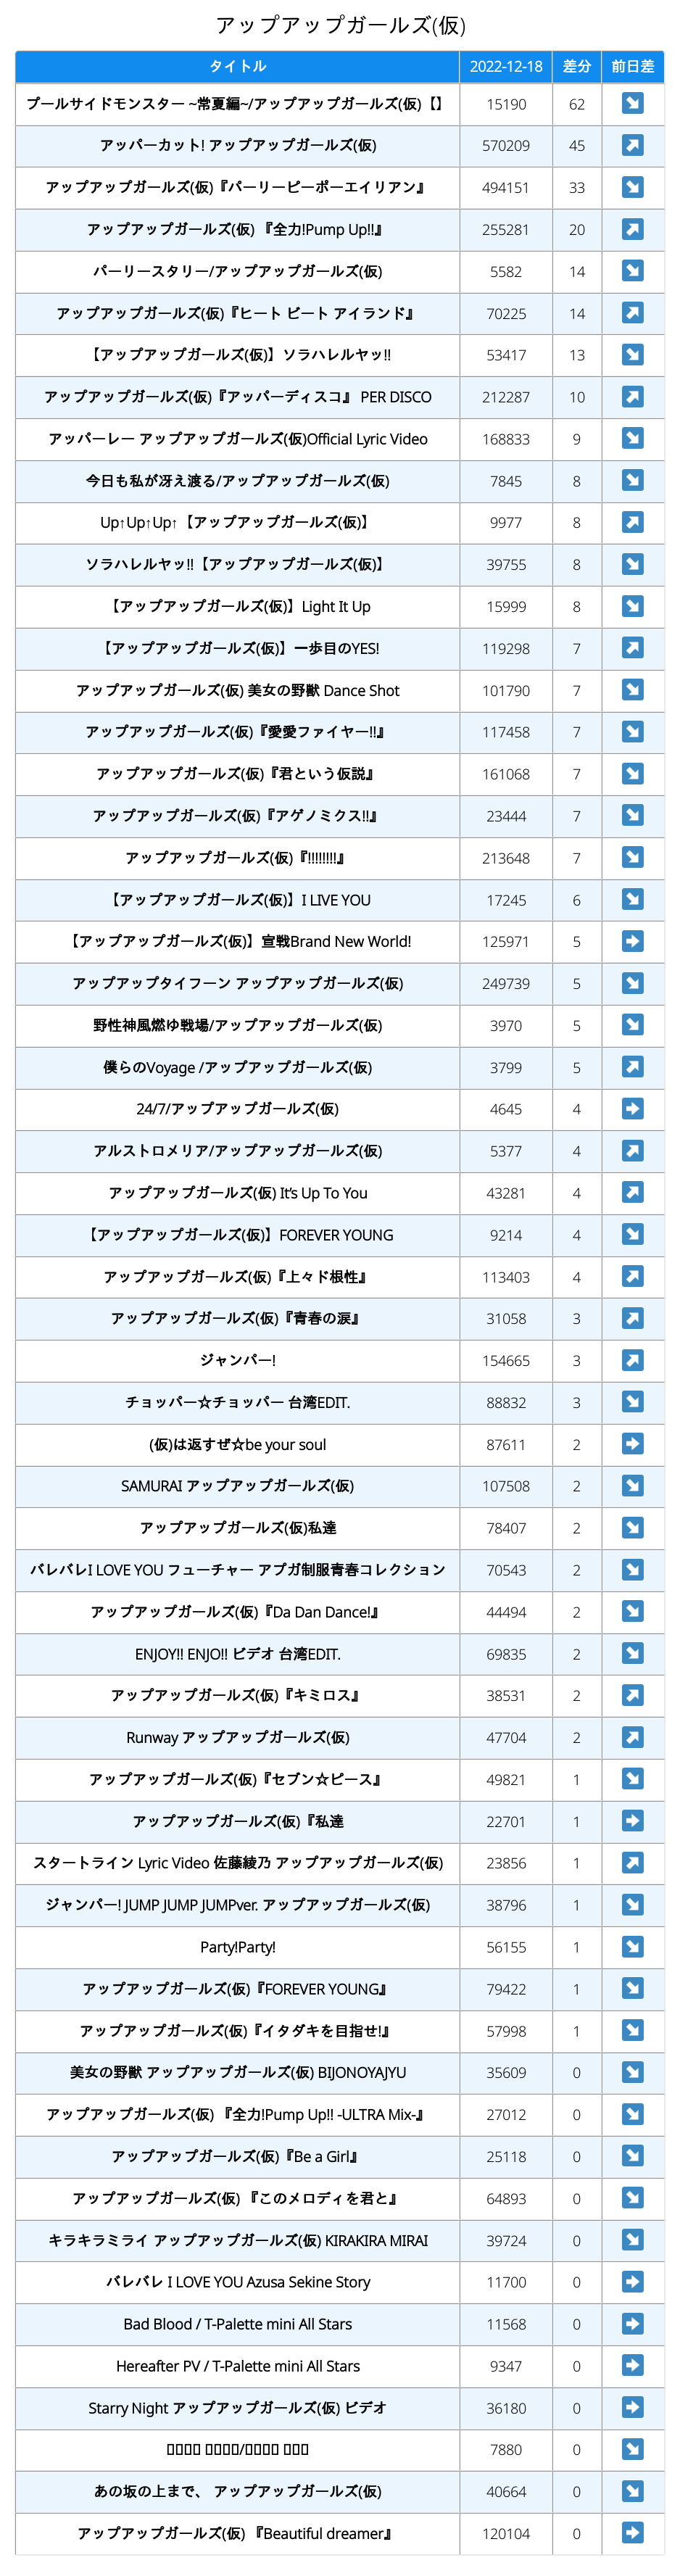 アップアップガールズ(仮)
タイトル 2022-12-18 差分 前日差
プールサイドモンスター ~常夏編~/アップアップガールズ(仮)【】 15190 62 ↘
アッパーカット! アップアップガールズ(仮) 570209 45 ↗
アップアップガールズ(仮)『パーリーピーポーエイリアン』 494151 33 ↘
アップアップガールズ(仮) 『全力!Pump Up!!』 255281 20 ↗
パーリースタリー/アップアップガールズ(仮) 5582 14 ↘
アップアップガールズ(仮)『ヒート ビート アイランド』 70225 14 ↗
【アップアップガールズ(仮)】ソラハレルヤッ!! 53417 13 ↘
アップアップガールズ(仮)『アッパーディスコ』 PER DISCO 212287 10 ↗
アッパーレー アップアップガールズ(仮)Official Lyric Video 168833 9 ↘
今日も私が冴え渡る/アップアップガールズ(仮) 7845 8 ↘
Up↑Up↑Up↑【アップアップガールズ(仮)】 9977 8 ↗
ソラハレルヤッ!!【アップアップガールズ(仮)】 39755 8 ↘
【アップアップガールズ(仮)】Light It Up 15999 8 ↘
【アップアップガールズ(仮)】一歩目のYES! 119298 7 ↗
アップアップガールズ(仮) 美女の野獣 Dance Shot 101790 7 ↘
アップアップガールズ(仮)『愛愛ファイヤー!!』 117458 7 ↘
アップアップガールズ(仮)『君という仮説』 161068 7 ↘
アップアップガールズ(仮)『アゲノミクス!!』 23444 7 ↘
アップアップガールズ(仮)『!!!!!!!!』 213648 7 ↘
【アップアップガールズ(仮)】I LIVE YOU 17245 6 ↘
【アップアップガールズ(仮)】宣戦Brand New World! 125971 5 ➡
アップアップタイフーン アップアップガールズ(仮) 249739 5 ↘
野性神風燃ゆ戦場/アップアップガールズ(仮) 3970 5 ↘
僕らのVoyage /アップアップガールズ(仮) 3799 5 ↗
24/7/アップアップガールズ(仮) 4645 4 ➡
アルストロメリア/アップアップガールズ(仮) 5377 4 ↗
アップアップガールズ(仮) It’s Up To You 43281 4 ↗
【アップアップガールズ(仮)】FOREVER YOUNG 9214 4 ↘
アップアップガールズ(仮)『上々ド根性』 113403 4 ↗
アップアップガールズ(仮)『青春の涙』 31058 3 ↗
ジャンパー! 154665 3 ↗
チョッパー☆チョッパー 台湾EDIT. 88832 3 ↘
(仮)は返すぜ☆be your soul 87611 2 ➡
SAMURAI アップアップガールズ(仮) 107508 2 ↘
アップアップガールズ(仮)私達 78407 2 ↘
バレバレI LOVE YOU フューチャー アプガ制服青春コレクション 70543 2 ↘
アップアップガールズ(仮)『Da Dan Dance!』 44494 2 ↘
ENJOY!! ENJO!! ビデオ 台湾EDIT. 69835 2 ↘
アップアップガールズ(仮)『キミロス』 38531 2 ↗
Runway アップアップガールズ(仮) 47704 2 ↗
アップアップガールズ(仮)『セブン☆ピース』 49821 1 ↘
アップアップガールズ(仮)『私達 22701 1 ➡
スタートライン Lyric Video 佐藤綾乃 アップアップガールズ(仮) 23856 1 ↗
ジャンパー! JUMP JUMP JUMPver. アップアップガールズ(仮) 38796 1 ↘
Party!Party! 56155 1 ↘
アップアップガールズ(仮)『FOREVER YOUNG』 79422 1 ↘
アップアップガールズ(仮)『イタダキを目指せ!』 57998 1 ↘
美女の野獣 アップアップガールズ(仮) BIJONOYAJYU 35609 0 ↘
アップアップガールズ(仮) 『全力!Pump Up!! -ULTRA Mix-』 27012 0 ↘
アップアップガールズ(仮)『Be a Girl』 25118 0 ↘
アップアップガールズ(仮) 『このメロディを君と』 64893 0 ↘
キラキラミライ アップアップガールズ(仮) KIRAKIRA MIRAI 39724 0 ↘
バレバレ I LOVE YOU Azusa Sekine Story 11700 0 ➡
Bad Blood / T-Palette mini All Stars 11568 0 ➡
Hereafter PV / T-Palette mini All Stars 9347 0 ➡
Starry Night アップアップガールズ(仮) ビデオ 36180 0 ➡
7880 0 ↘
あの坂の上まで、 アップアップガールズ(仮) 40664 0 ↘
アップアップガールズ(仮) 『Beautiful dreamer』 120104 0 ➡